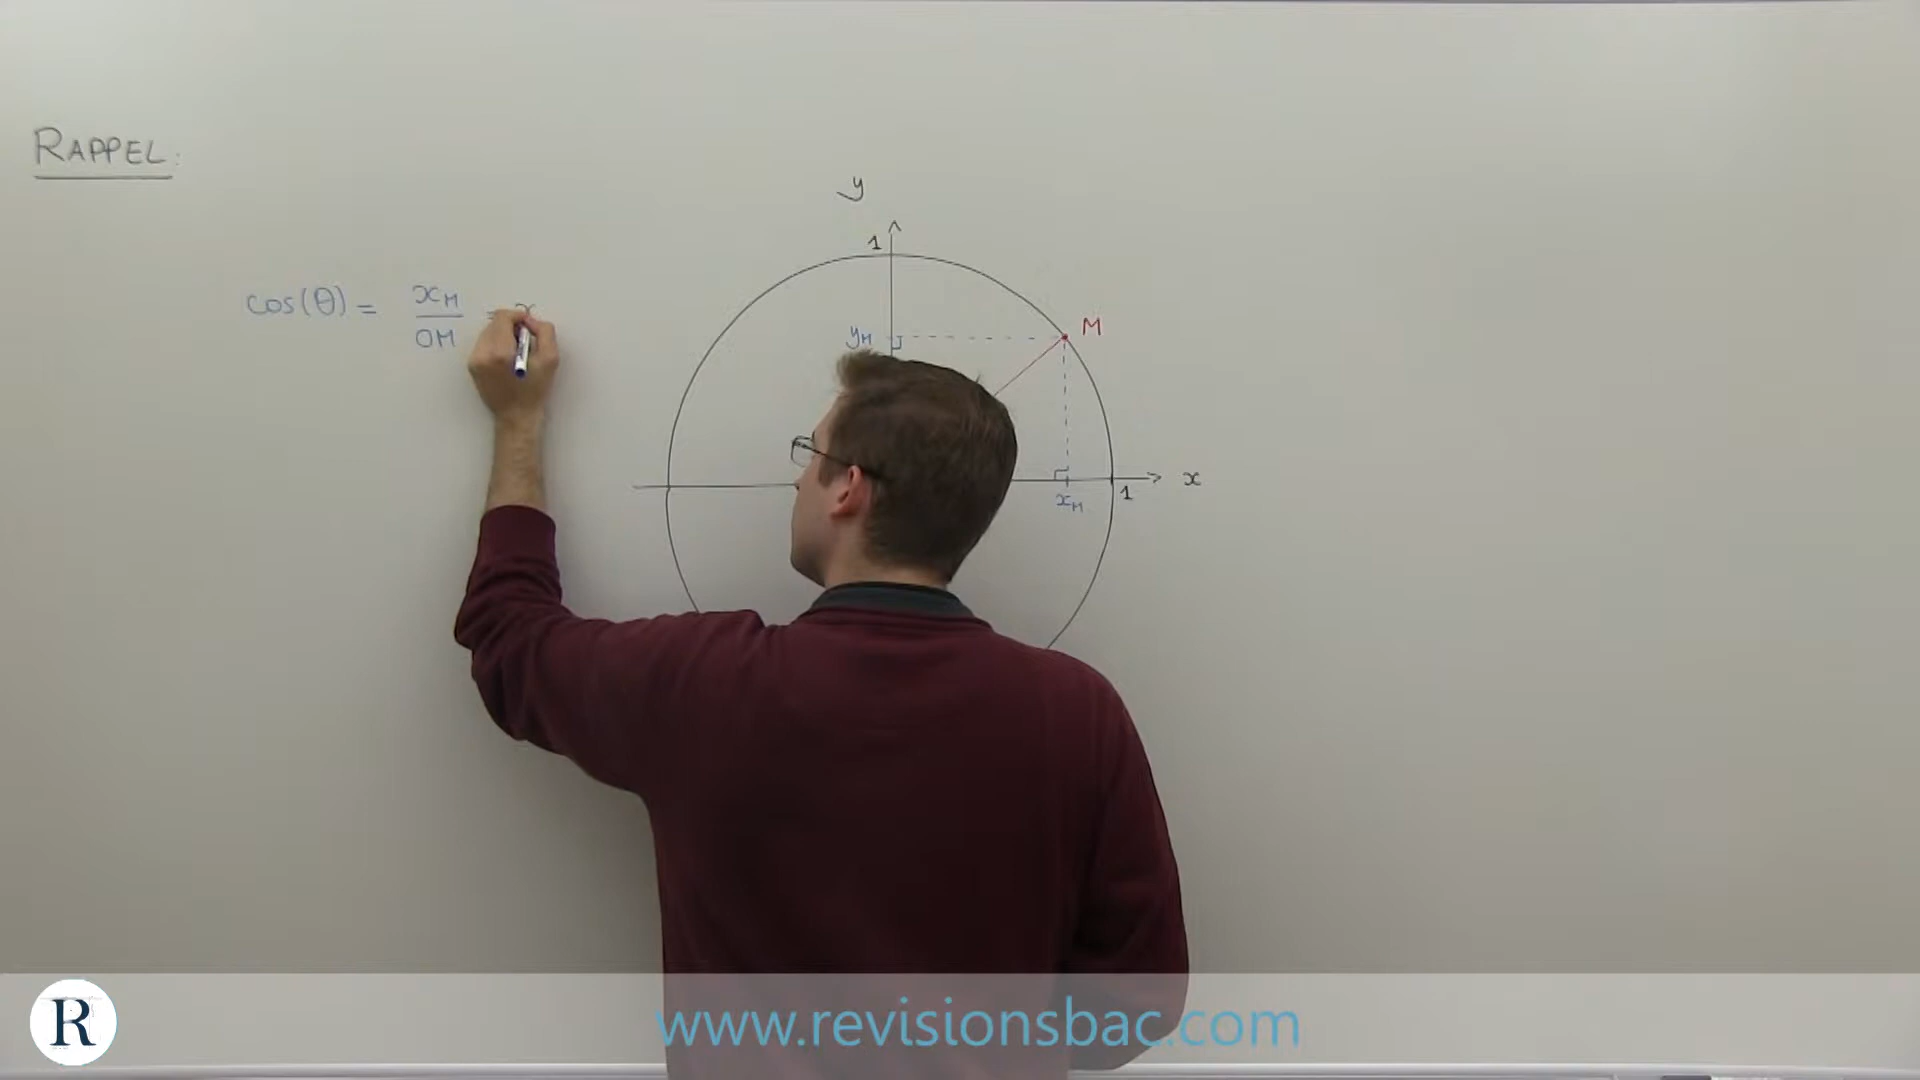 RAPPEL:
y
1
cos(θ) = x_M / OM = x
y_M
M
x
x_M
1
R
www.revisionsbac.com